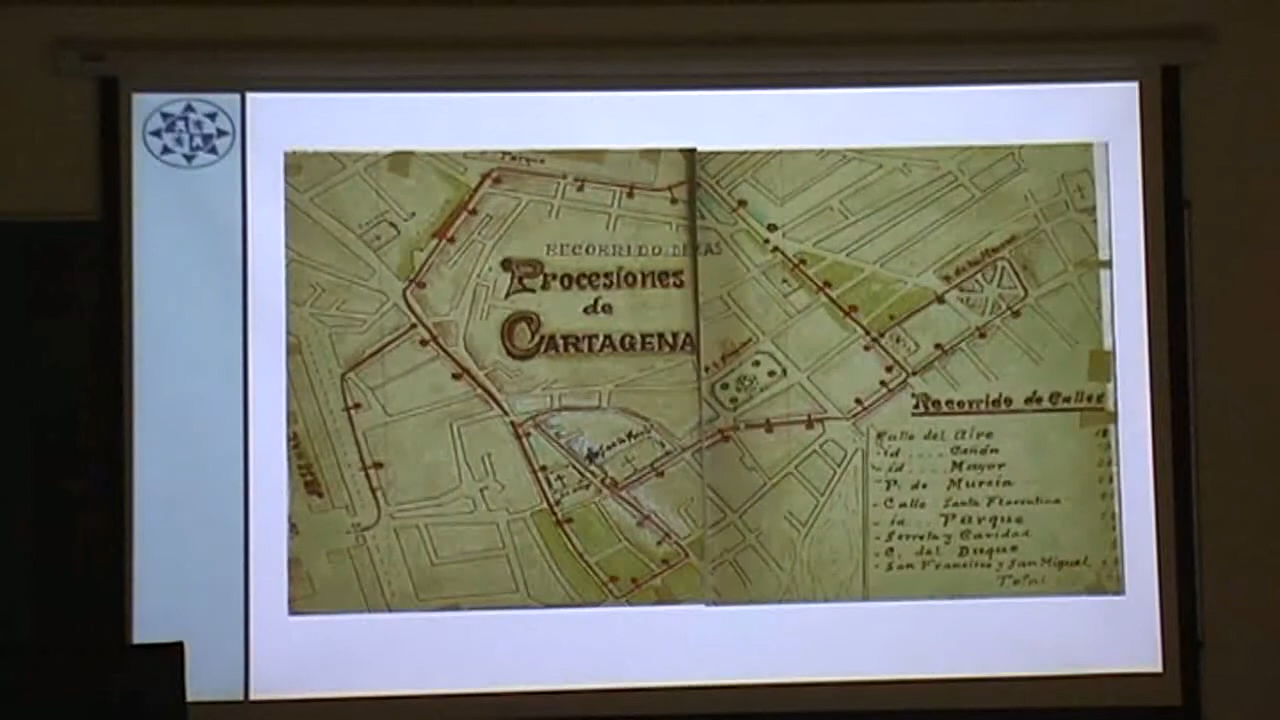 Parque
RECORRIDO DE LAS
PROCESIONES
de
CARTAGENA
Recorrido de Calles
Calle del Aire
id .... Cañón
id .... Mayor
P. de Murcia
Calle Santa Florentina
id .... Parque
Serreta y Caridad
C. del Duque
San Francisco y San Miguel
Total